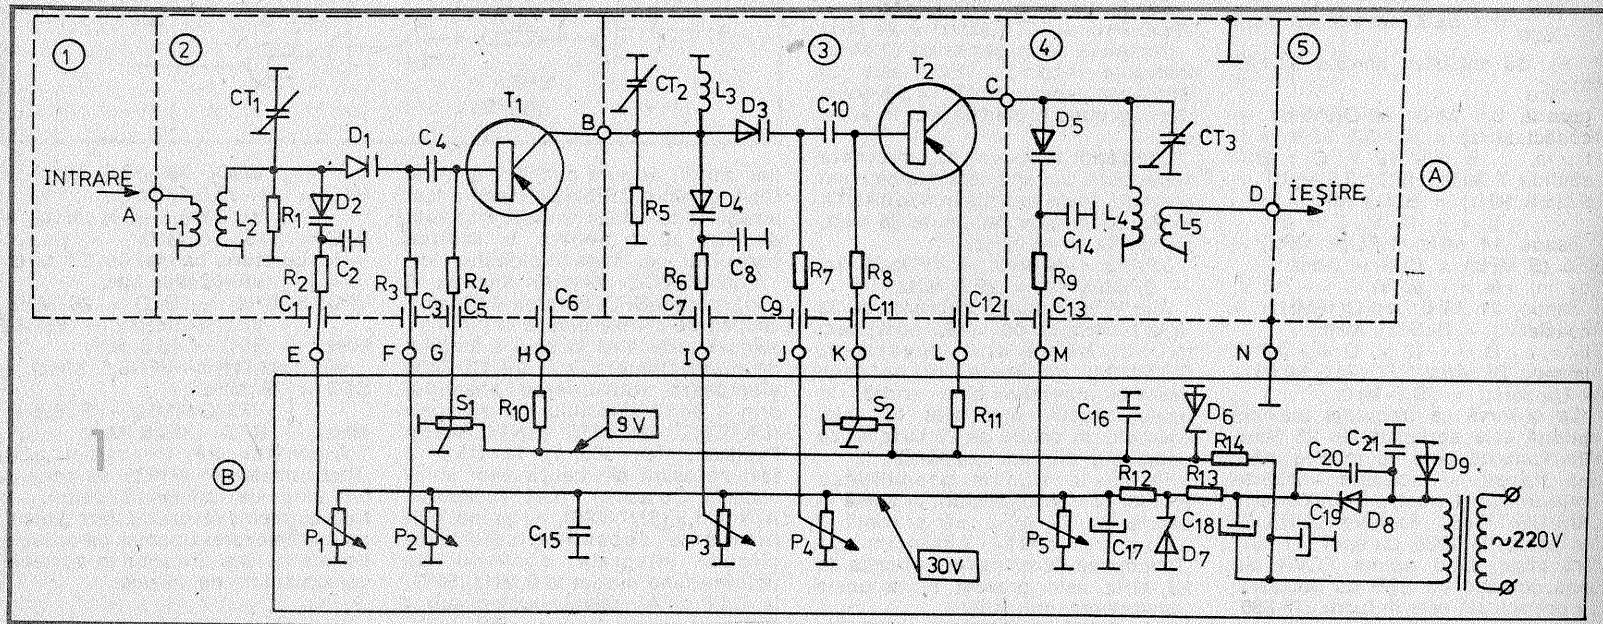 1 2 3 4 5
CT1 T1 B CT2 L3 D3 C10 T2 C D5 CT3
D1 C4
INTRARE A L1 L2 R1 D2 C2 R2 R3 R4
R5 D4 C8 R6 R7 R8
C14 L4 L5 R9 D IEȘIRE A
C1 C3 C5 C6 C7 C9 C11 C12 C13
E F G H I J K L M N
S1 R10 9V S2 R11 C16 D6 R14 C20 C21 D9
B
R12 R13
P1 P2 C15 P3 P4 30V P5 C17 D7 C18 C19 D8 ~220V